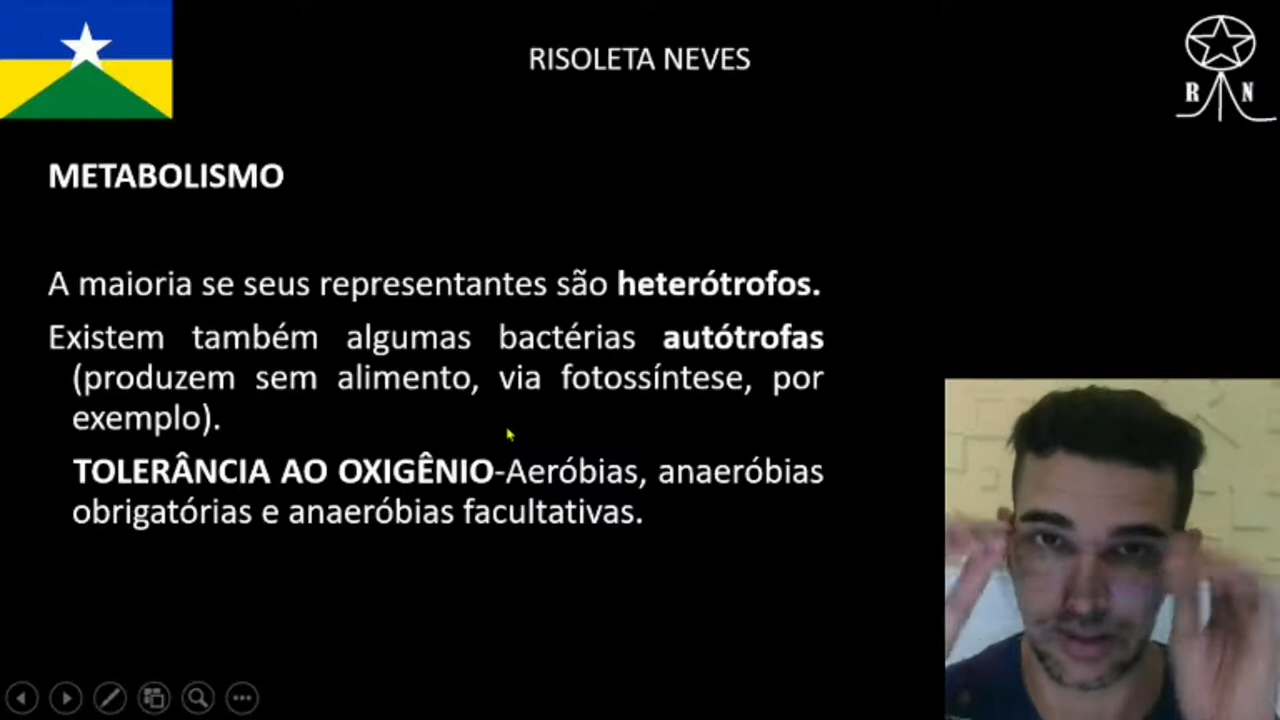 RISOLETA NEVES
R N
METABOLISMO
A maioria se seus representantes são heterótrofos.
Existem também algumas bactérias autótrofas
(produzem sem alimento, via fotossíntese, por
exemplo).
TOLERÂNCIA AO OXIGÊNIO-Aeróbias, anaeróbias
obrigatórias e anaeróbias facultativas.